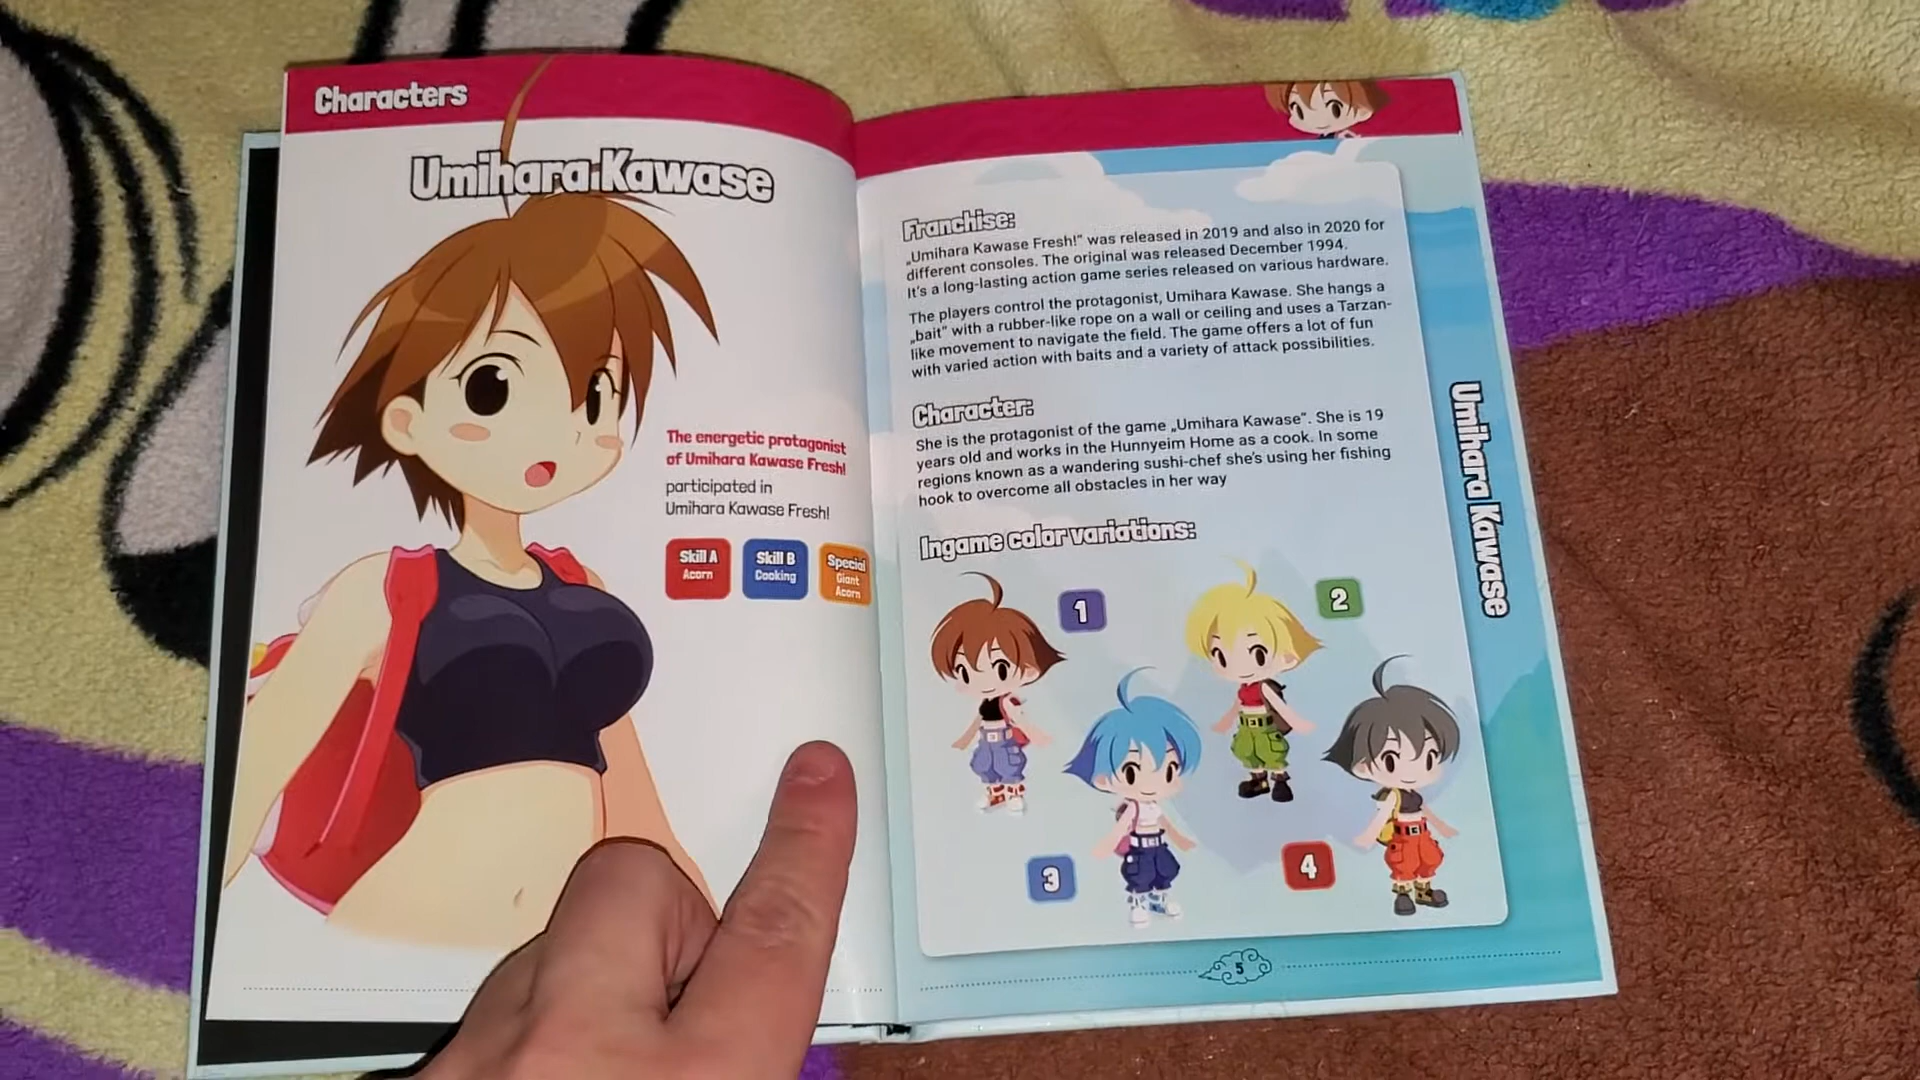 Characters
Umihara Kawase
The energetic protagonist
of Umihara Kawase Fresh!
participated in
Umihara Kawase Fresh!
Skill A
Acorn
Skill B
Cooking
Special
Giant
Acorn
Franchise:
„Umihara Kawase Fresh!" was released in 2019 and also in 2020 for
different consoles. The original was released December 1994.
It's a long-lasting action game series released on various hardware.
The players control the protagonist, Umihara Kawase. She hangs a
„bait" with a rubber-like rope on a wall or ceiling and uses a Tarzan-
like movement to navigate the field. The game offers a lot of fun
with varied action with baits and a variety of attack possibilities.
Character:
She is the protagonist of the game „Umihara Kawase". She is 19
years old and works in the Hunnyeim Home as a cook. In some
regions known as a wandering sushi-chef she's using her fishing
hook to overcome all obstacles in her way
Ingame color variations:
1
2
3
4
5
Umihara Kawase